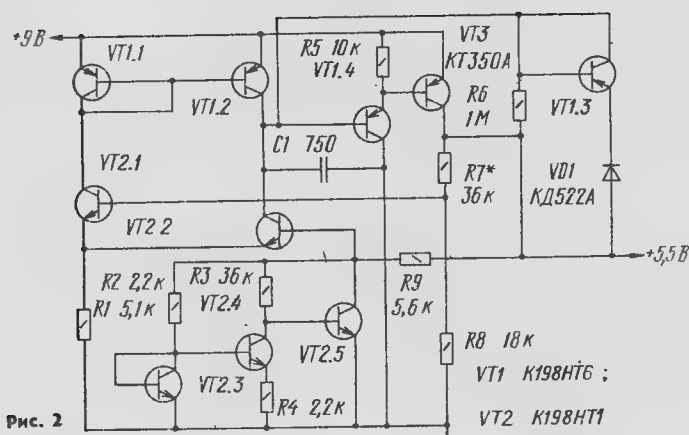 +9 В
VT1.1
VT1.2
R5 10к
VT1.4
VT3
КТ350А
R6
1М
VT1.3
C1 750
VT2.1
VT2 2
R7*
36к
VD1
КД522А
+5,5В
R2 2,2к
R1 5,1к
R3 36к
VT2.4
R9
5,6к
VT2.5
VT2.3
R4 2,2к
R8 18к
VT1 К198НТ6 ;
VT2 К198НТ1
Рис. 2